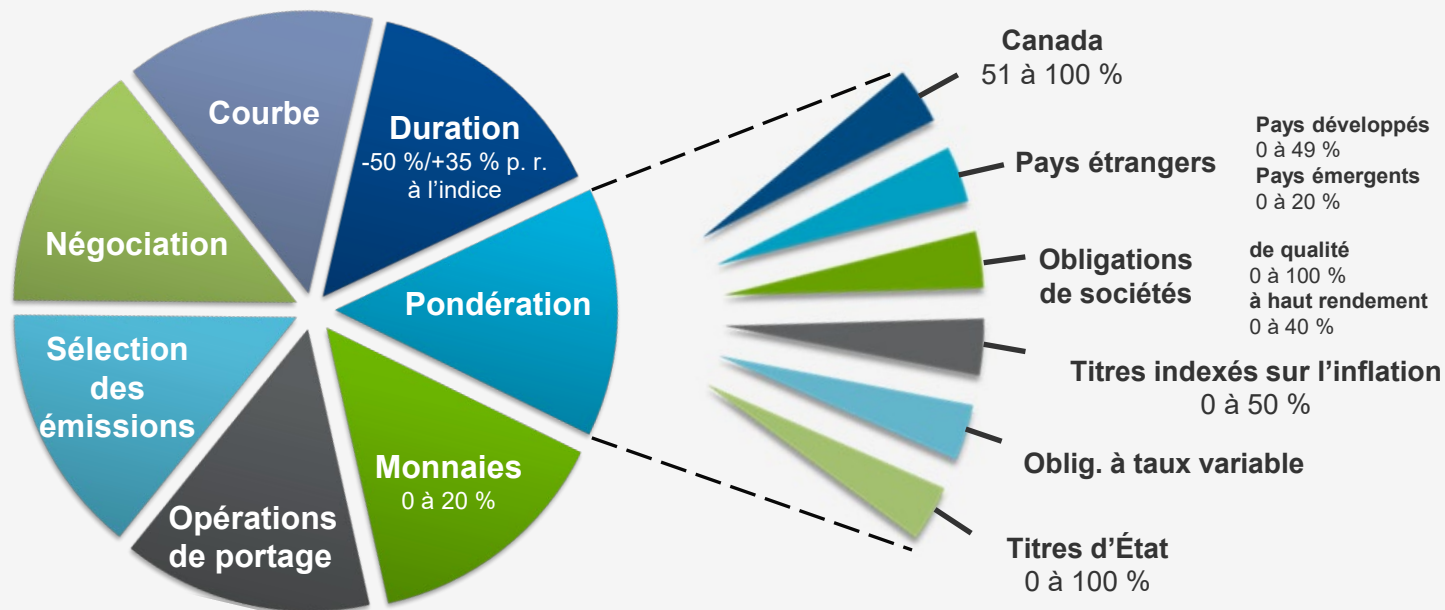 Courbe
Duration
-50 %/+35 % p. r.
à l’indice
Négociation
Pondération
Sélection
des
émissions
Monnaies
0 à 20 %
Opérations
de portage
Canada
51 à 100 %
Pays étrangers
Pays développés
0 à 49 %
Pays émergents
0 à 20 %
Obligations
de sociétés
de qualité
0 à 100 %
à haut rendement
0 à 40 %
Titres indexés sur l’inflation
0 à 50 %
Oblig. à taux variable
Titres d’État
0 à 100 %